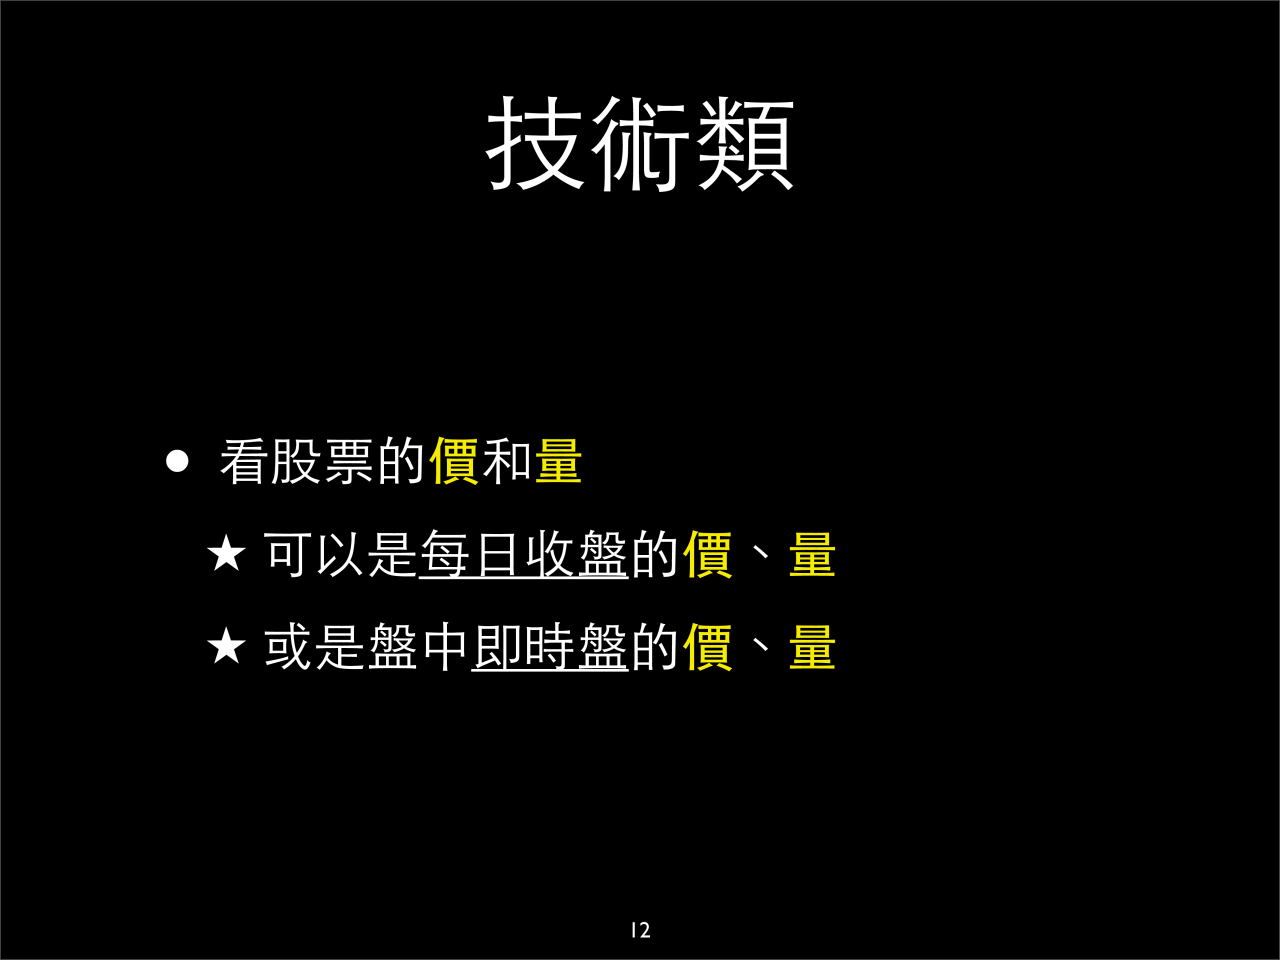 技術類
• 看股票的價和量
★ 可以是每日收盤的價、量
★ 或是盤中即時盤的價、量
12